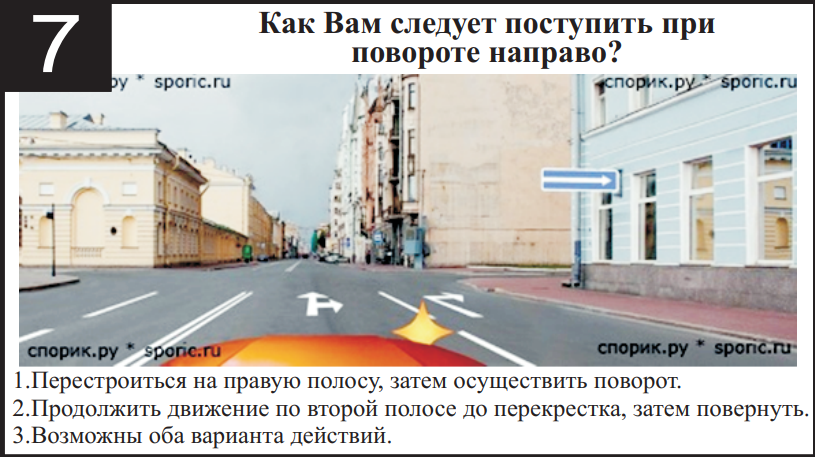 7
Как Вам следует поступить при
повороте направо?
ру * sporic.ru
спорик.ру * sporic.ru
спорик.ру * sporic.ru
спорик.ру * sporic.ru
1.Перестроиться на правую полосу, затем осуществить поворот.
2.Продолжить движение по второй полосе до перекрестка, затем повернуть.
3.Возможны оба варианта действий.